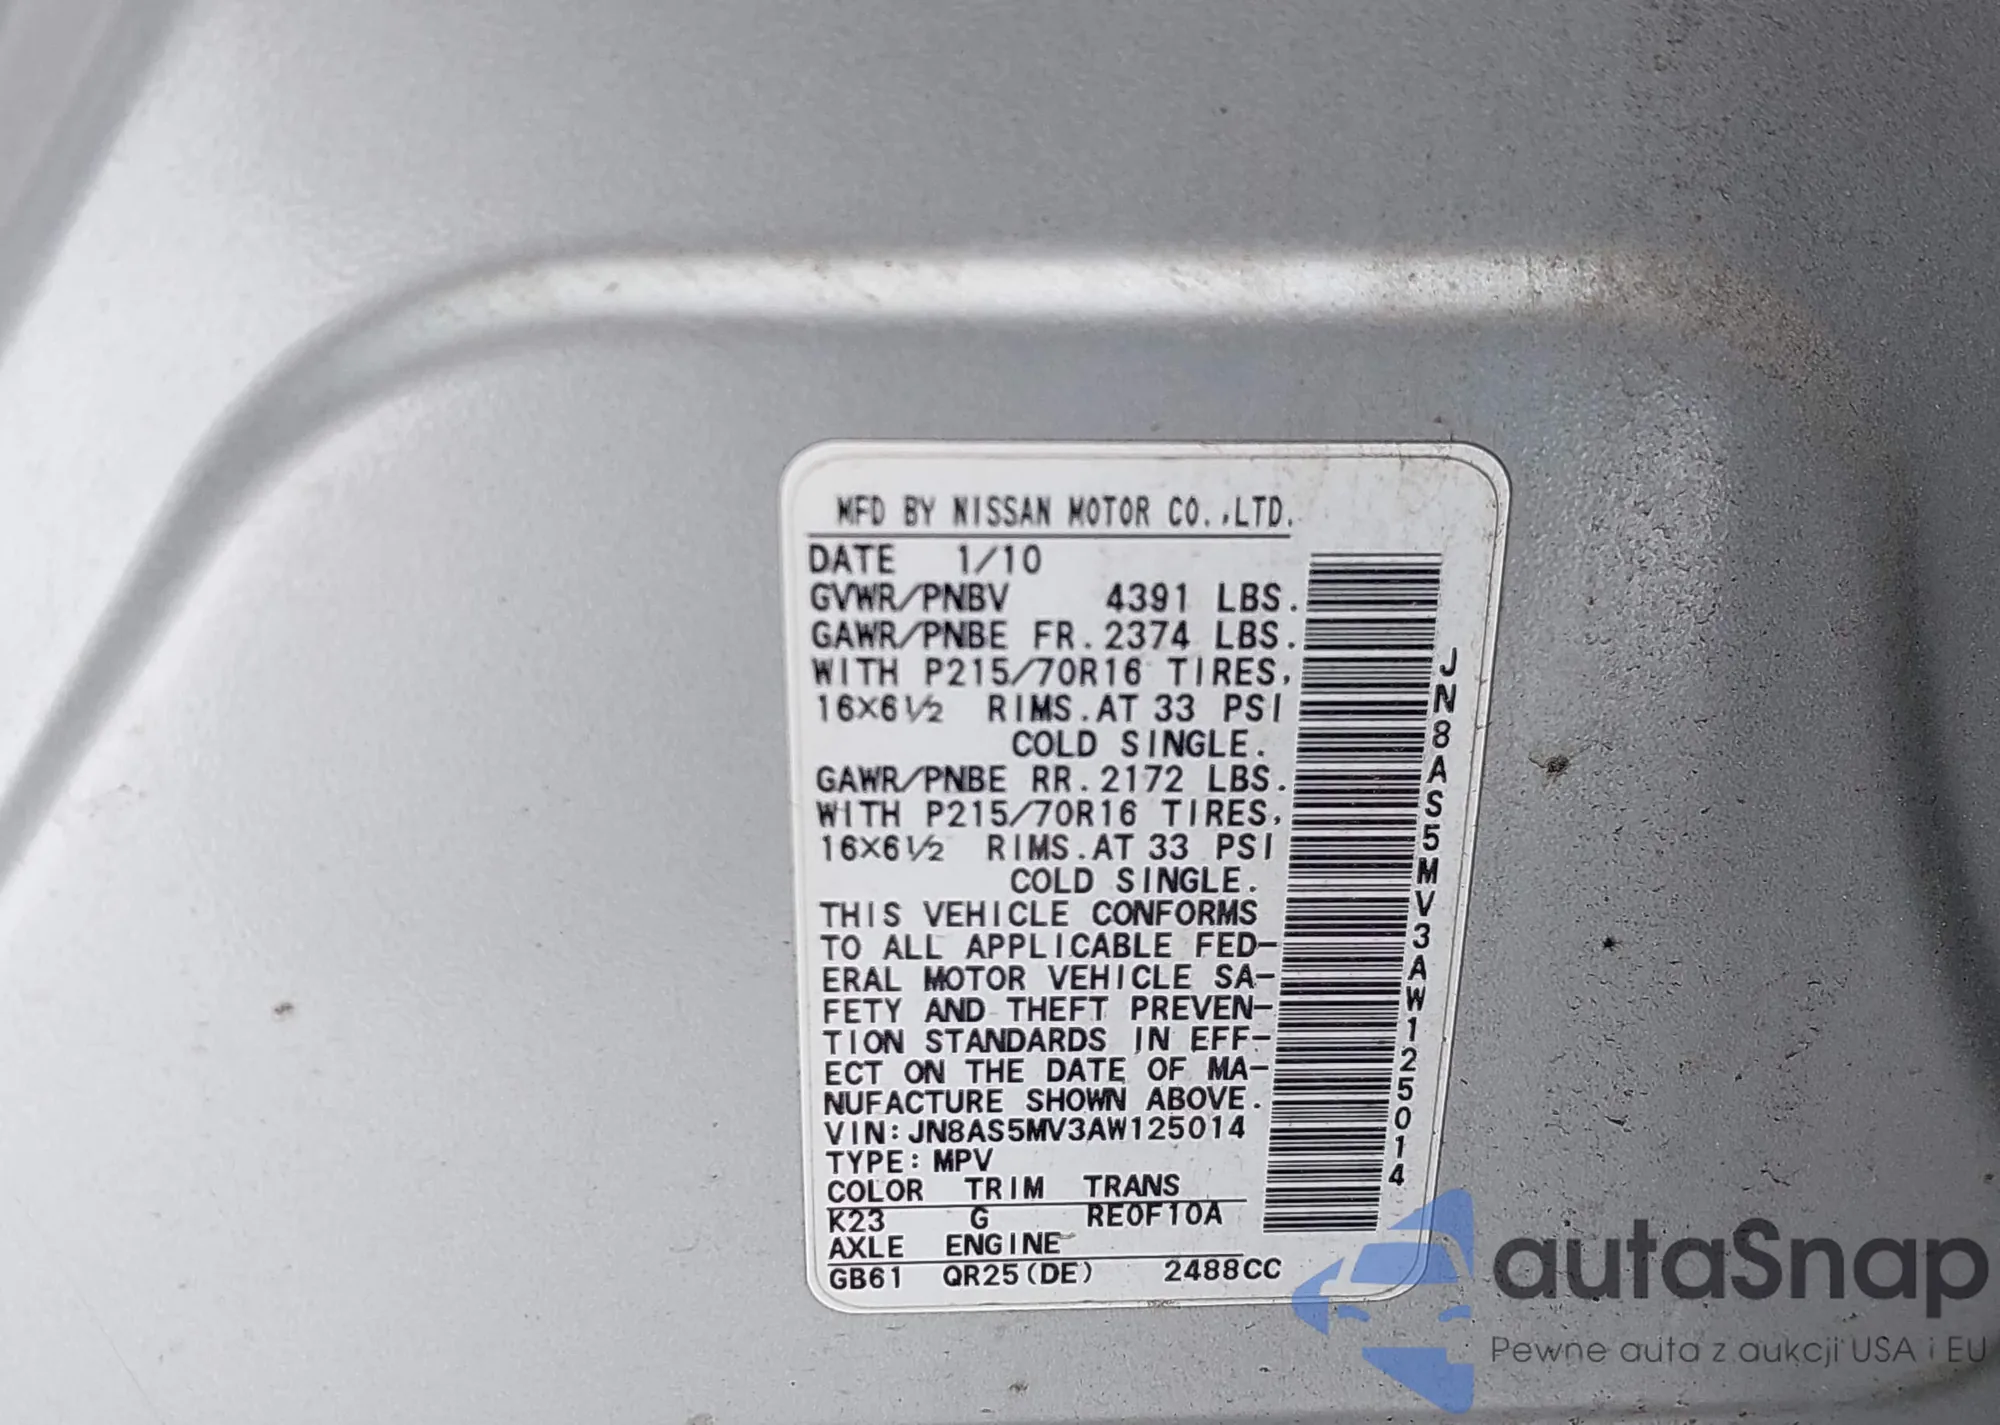 MFD BY NISSAN MOTOR CO.,LTD.
DATE 1/10
GVWR/PNBV 4391 LBS.
GAWR/PNBE FR.2374 LBS.
WITH P215/70R16 TIRES,
16×6½ RIMS.AT 33 PSI
COLD SINGLE.
GAWR/PNBE RR.2172 LBS.
WITH P215/70R16 TIRES,
16×6½ RIMS.AT 33 PSI
COLD SINGLE.
THIS VEHICLE CONFORMS
TO ALL APPLICABLE FED-
ERAL MOTOR VEHICLE SA-
FETY AND THEFT PREVEN-
TION STANDARDS IN EFF-
ECT ON THE DATE OF MA-
NUFACTURE SHOWN ABOVE.
VIN:JN8AS5MV3AW125014
TYPE:MPV
COLOR TRIM TRANS
K23 G RE0F10A
AXLE ENGINE
GB61 QR25(DE) 2488CC
JN8AS5MV3AW125014
autaSnap
Pewne auta z aukcji USA i EU